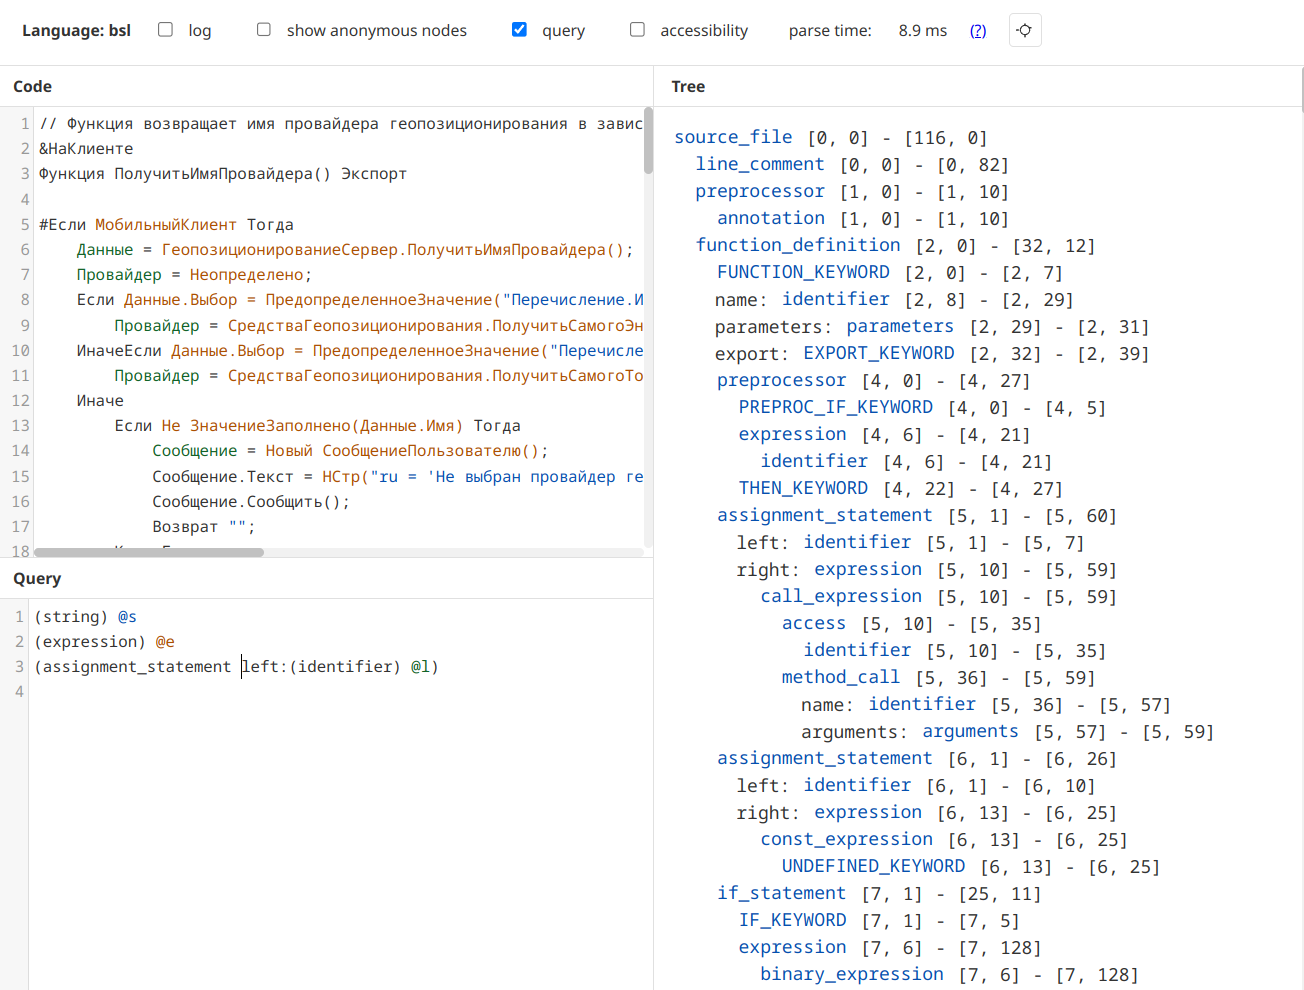 Language: bsl log show anonymous nodes query accessibility parse time: 8.9 ms (?)
Code
1 // Функция возвращает имя провайдера геопозиционирования в завис
2 &НаКлиенте
3 Функция ПолучитьИмяПровайдера() Экспорт
4
5 #Если МобильныйКлиент Тогда
6 Данные = ГеопозиционированиеСервер.ПолучитьИмяПровайдера();
7 Провайдер = Неопределено;
8 Если Данные.Выбор = ПредопределенноеЗначение("Перечисление.И
9 Провайдер = СредстваГеопозиционирования.ПолучитьСамогоЭн
10 ИначеЕсли Данные.Выбор = ПредопределенноеЗначение("Перечисле
11 Провайдер = СредстваГеопозиционирования.ПолучитьСамогоТо
12 Иначе
13 Если Не ЗначениеЗаполнено(Данные.Имя) Тогда
14 Сообщение = Новый СообщениеПользователю();
15 Сообщение.Текст = НСтр("ru = 'Не выбран провайдер ге
16 Сообщение.Сообщить();
17 Возврат "";
18
Query
1 (string) @s
2 (expression) @e
3 (assignment_statement left:(identifier) @l)
4
Tree
source_file [0, 0] - [116, 0]
line_comment [0, 0] - [0, 82]
preprocessor [1, 0] - [1, 10]
annotation [1, 0] - [1, 10]
function_definition [2, 0] - [32, 12]
FUNCTION_KEYWORD [2, 0] - [2, 7]
name: identifier [2, 8] - [2, 29]
parameters: parameters [2, 29] - [2, 31]
export: EXPORT_KEYWORD [2, 32] - [2, 39]
preprocessor [4, 0] - [4, 27]
PREPROC_IF_KEYWORD [4, 0] - [4, 5]
expression [4, 6] - [4, 21]
identifier [4, 6] - [4, 21]
THEN_KEYWORD [4, 22] - [4, 27]
assignment_statement [5, 1] - [5, 60]
left: identifier [5, 1] - [5, 7]
right: expression [5, 10] - [5, 59]
call_expression [5, 10] - [5, 59]
access [5, 10] - [5, 35]
identifier [5, 10] - [5, 35]
method_call [5, 36] - [5, 59]
name: identifier [5, 36] - [5, 57]
arguments: arguments [5, 57] - [5, 59]
assignment_statement [6, 1] - [6, 26]
left: identifier [6, 1] - [6, 10]
right: expression [6, 13] - [6, 25]
const_expression [6, 13] - [6, 25]
UNDEFINED_KEYWORD [6, 13] - [6, 25]
if_statement [7, 1] - [25, 11]
IF_KEYWORD [7, 1] - [7, 5]
expression [7, 6] - [7, 128]
binary_expression [7, 6] - [7, 128]